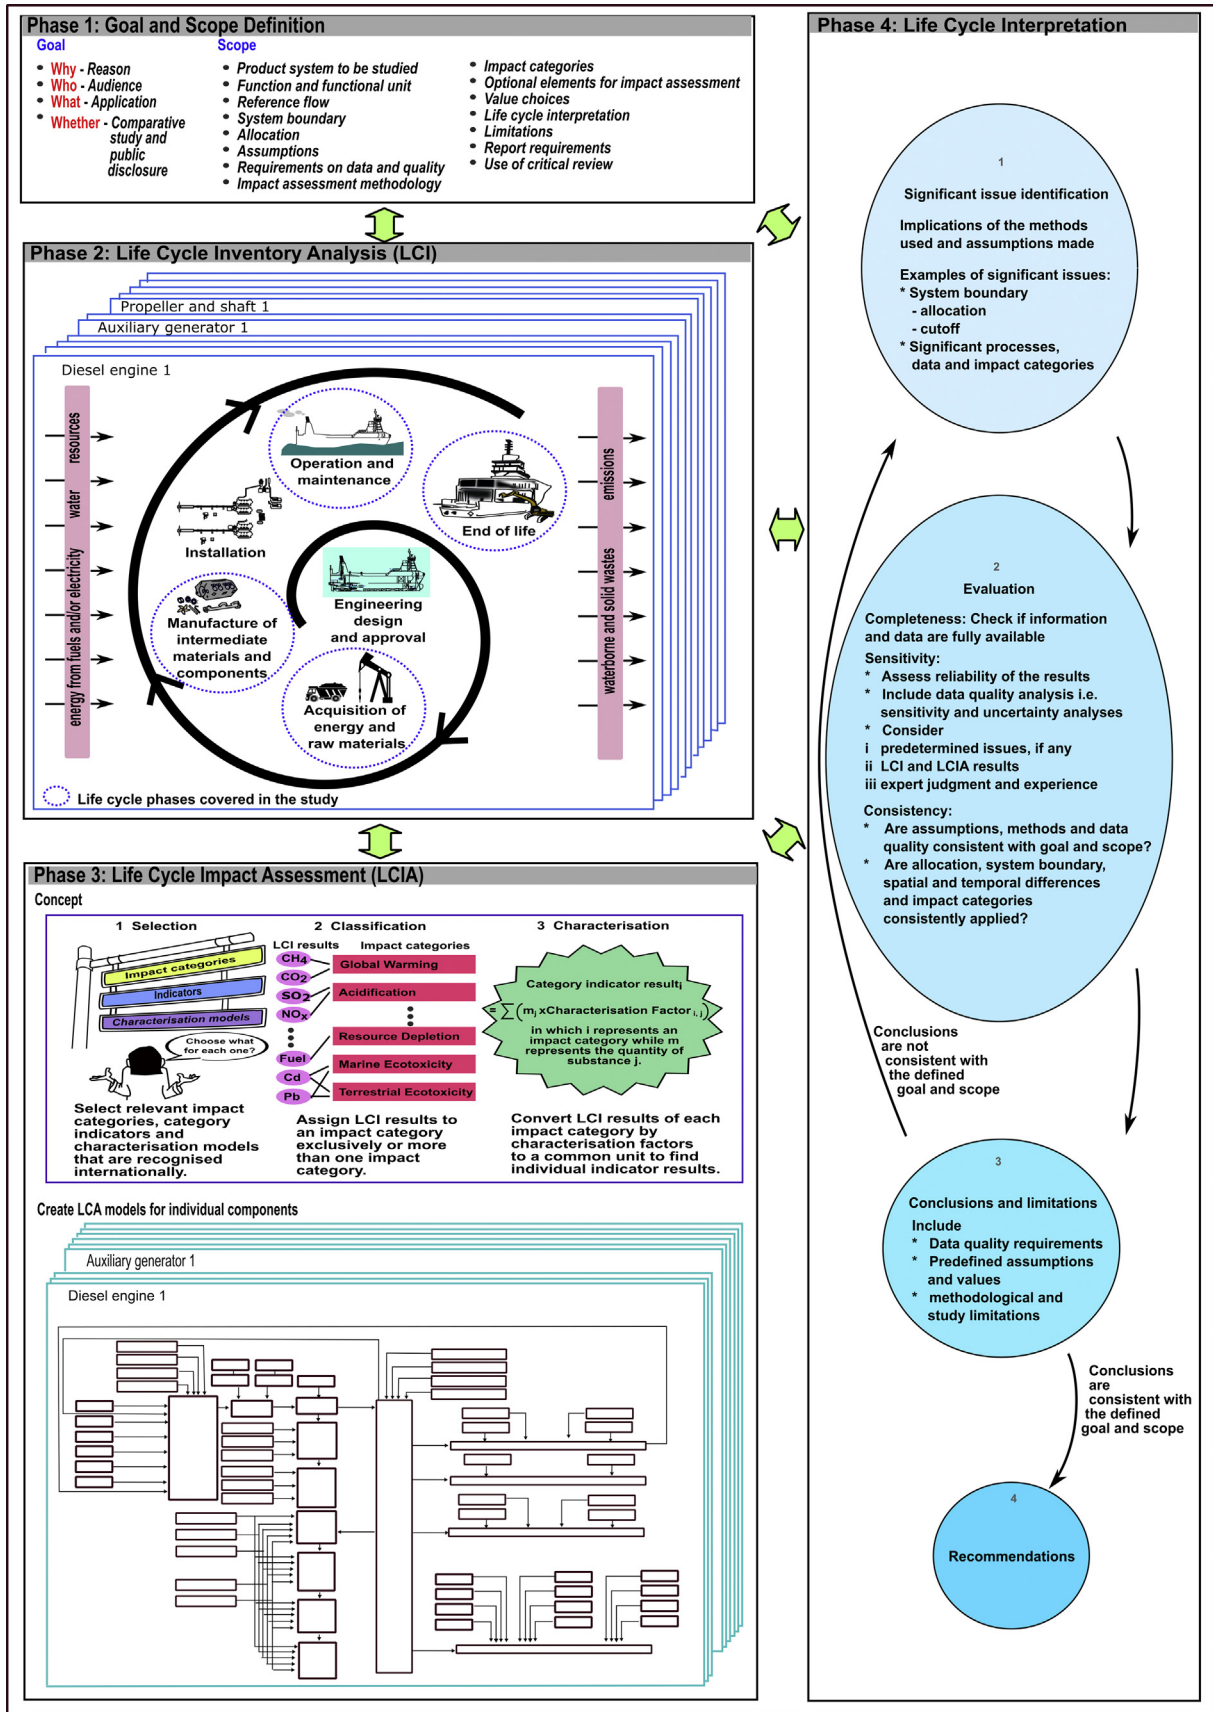 Phase 1: Goal and Scope Definition
Goal
Why - Reason
Who - Audience
What - Application
Whether - Comparative
study and
public
disclosure
Scope
Product system to be studied
Function and functional unit
Reference flow
System boundary
Allocation
Assumptions
Requirements on data and quality
Impact assessment methodology
Impact categories
Optional elements for impact assessment
Value choices
Life cycle interpretation
Limitations
Report requirements
Use of critical review
Phase 2: Life Cycle Inventory Analysis (LCI)
Propeller and shaft 1
Auxiliary generator 1
Diesel engine 1
resources
water
energy from fuels and/or electricity
Operation and
maintenance
End of life
Installation
Engineering
design
and approval
Manufacture of
intermediate
materials and
components
Acquisition of
energy and
raw materials
emissions
waterborne and solid wastes
Life cycle phases covered in the study
Phase 3: Life Cycle Impact Assessment (LCIA)
Concept
1 Selection
Impact categories
Indicators
Characterisation models
Choose what
for each one?
Select relevant impact
categories, category
indicators and
characterisation models
that are recognised
internationally.
2 Classification
LCI results
Impact categories
CH4
CO2
SO2
NOx
Fuel
Cd
Pb
Global Warming
Acidification
Resource Depletion
Marine Ecotoxicity
Terrestrial Ecotoxicity
Assign LCI results to
an impact category
exclusively or more
than one impact
category.
3 Characterisation
Category indicator resulti
= ∑ (mj xCharacterisation Factor i, j)
in which i represents an
impact category while m
represents the quantity of
substance j.
Convert LCI results of each
impact category by
characterisation factors
to a common unit to find
individual indicator results.
Create LCA models for individual components
Auxiliary generator 1
Diesel engine 1
Phase 4: Life Cycle Interpretation
1
Significant issue identification
Implications of the methods
used and assumptions made
Examples of significant issues:
* System boundary
- allocation
- cutoff
* Significant processes,
data and impact categories
2
Evaluation
Completeness: Check if information
and data are fully available
Sensitivity:
* Assess reliability of the results
* Include data quality analysis i.e.
sensitivity and uncertainty analyses
* Consider
i predetermined issues, if any
ii LCI and LCIA results
iii expert judgment and experience
Consistency:
* Are assumptions, methods and data
quality consistent with goal and scope?
* Are allocation, system boundary,
spatial and temporal differences
and impact categories
consistently applied?
Conclusions
are not
consistent with
the defined
goal and scope
3
Conclusions and limitations
Include
* Data quality requirements
* Predefined assumptions
and values
* methodological and
study limitations
Conclusions
are
consistent with
the defined
goal and scope
4
Recommendations